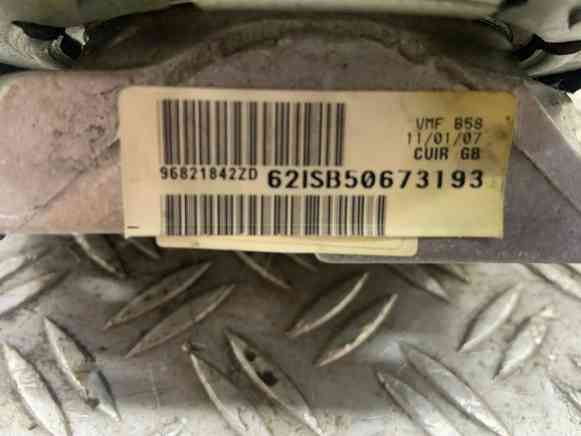 VMF B58
11/01/07
CUIR GB
96821842ZD 62ISB50673193